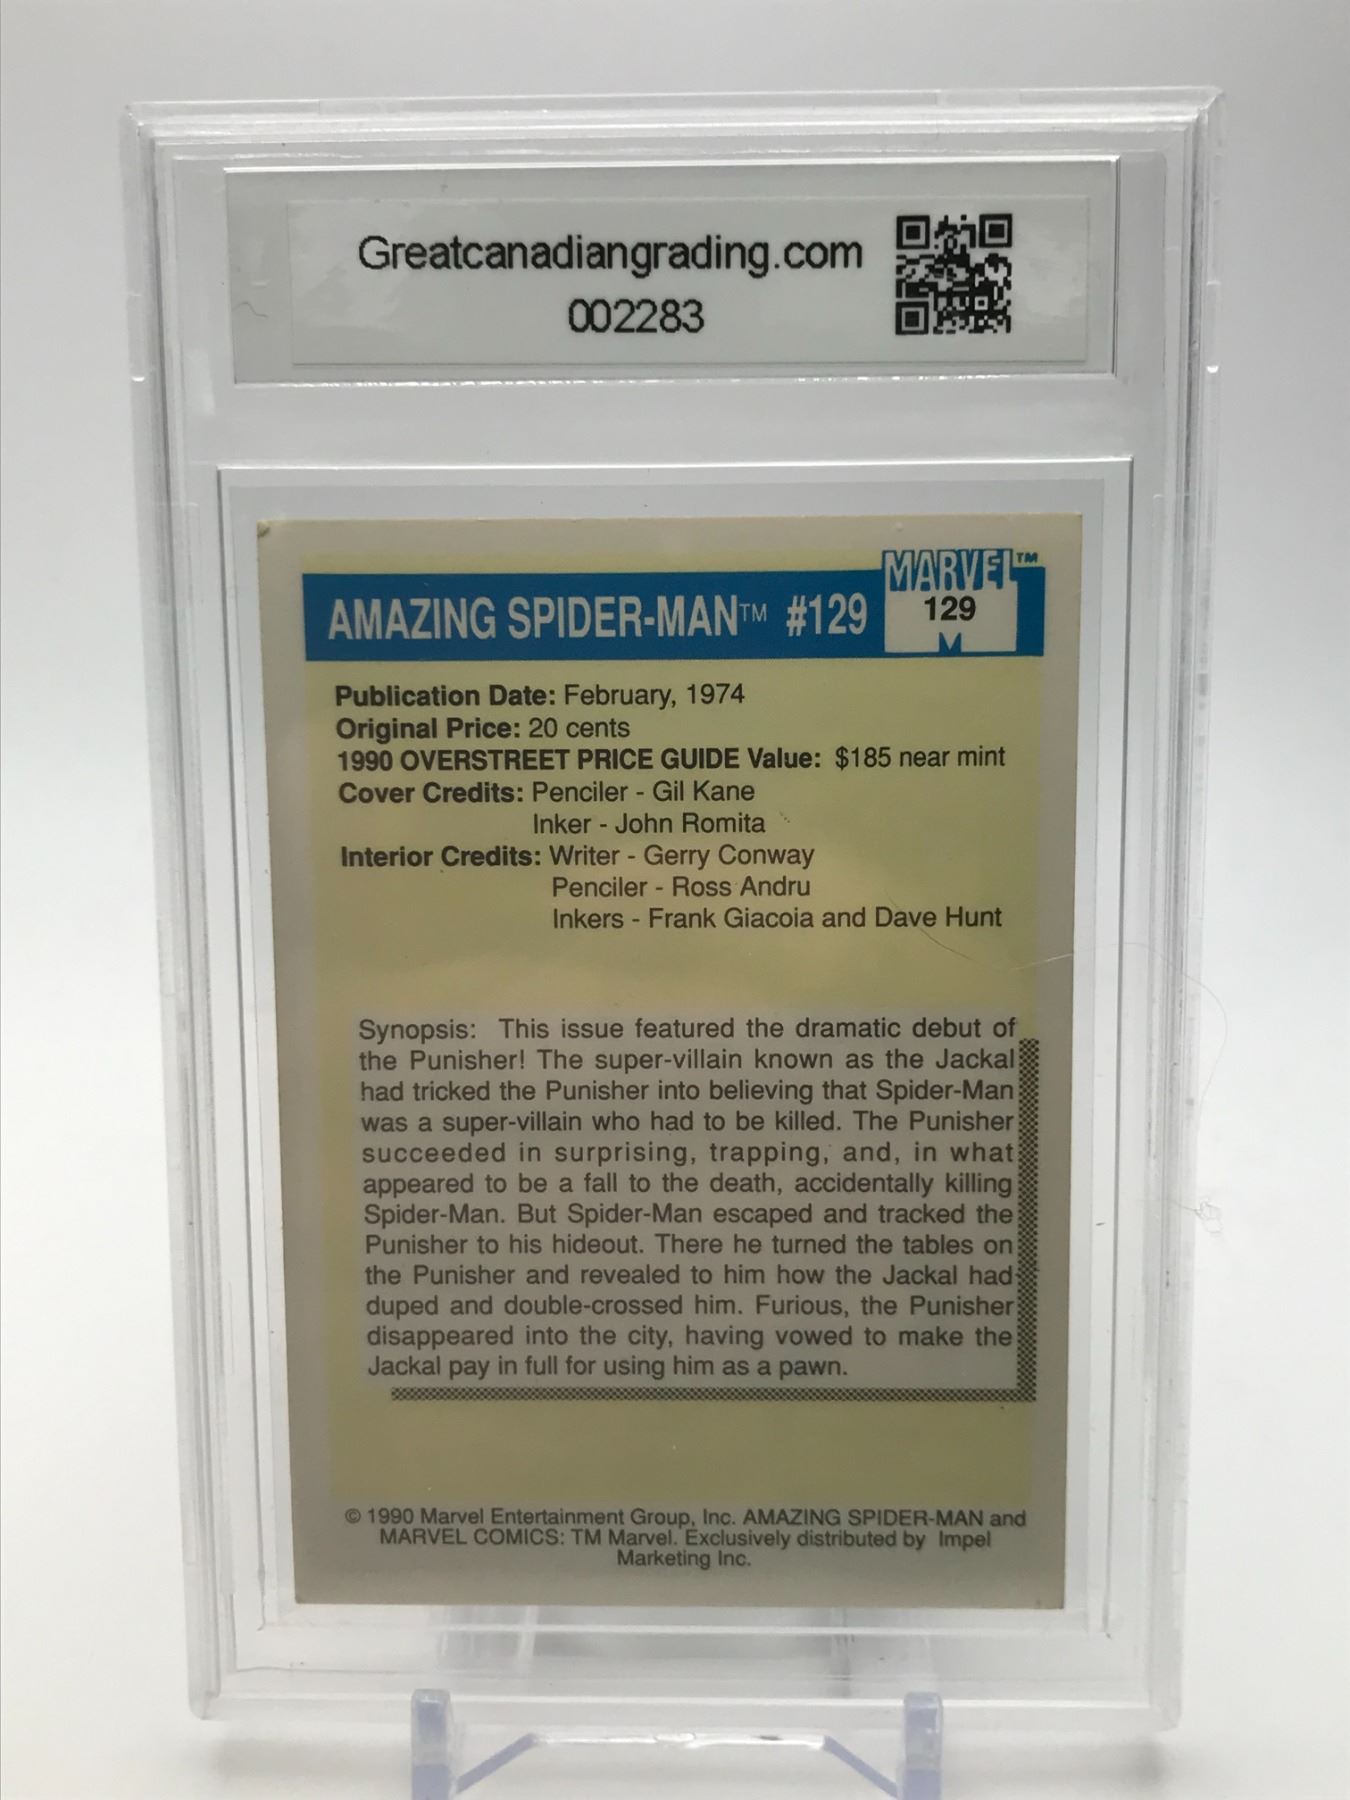 Greatcanadiangrading.com
002283
MARVEL™
AMAZING SPIDER-MAN™ #129
129
Publication Date: February, 1974
Original Price: 20 cents
1990 OVERSTREET PRICE GUIDE Value: $185 near mint
Cover Credits: Penciler - Gil Kane
Inker - John Romita
Interior Credits: Writer - Gerry Conway
Penciler - Ross Andru
Inkers - Frank Giacoia and Dave Hunt
Synopsis: This issue featured the dramatic debut of
the Punisher! The super-villain known as the Jackal
had tricked the Punisher into believing that Spider-Man
was a super-villain who had to be killed. The Punisher
succeeded in surprising, trapping, and, in what
appeared to be a fall to the death, accidentally killing
Spider-Man. But Spider-Man escaped and tracked the
Punisher to his hideout. There he turned the tables on
the Punisher and revealed to him how the Jackal had
duped and double-crossed him. Furious, the Punisher
disappeared into the city, having vowed to make the
Jackal pay in full for using him as a pawn.
© 1990 Marvel Entertainment Group, Inc. AMAZING SPIDER-MAN and
MARVEL COMICS: TM Marvel. Exclusively distributed by Impel
Marketing Inc.